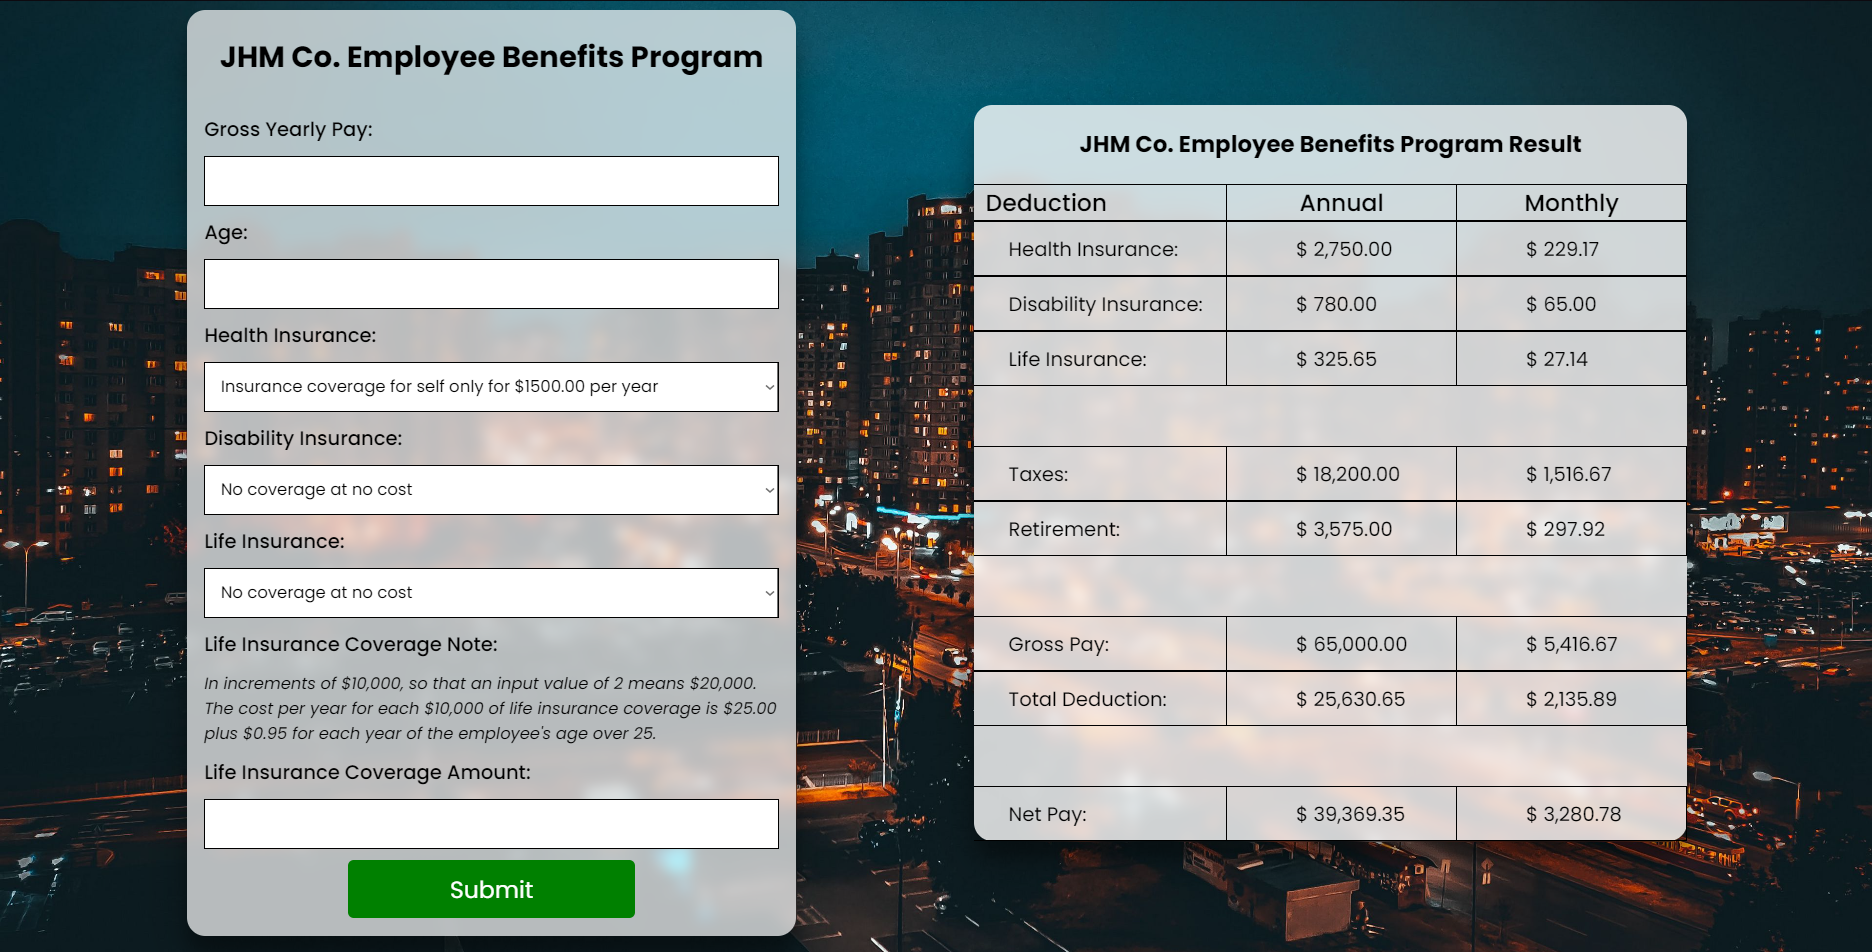 JHM Co. Employee Benefits Program
Gross Yearly Pay:
Age:
Health Insurance:
Insurance coverage for self only for $1500.00 per year
Disability Insurance:
No coverage at no cost
Life Insurance:
No coverage at no cost
Life Insurance Coverage Note:
In increments of $10,000, so that an input value of 2 means $20,000.
The cost per year for each $10,000 of life insurance coverage is $25.00
plus $0.95 for each year of the employee's age over 25.
Life Insurance Coverage Amount:
Submit
JHM Co. Employee Benefits Program Result
Deduction Annual Monthly
Health Insurance: $ 2,750.00 $ 229.17
Disability Insurance: $ 780.00 $ 65.00
Life Insurance: $ 325.65 $ 27.14
Taxes: $ 18,200.00 $ 1,516.67
Retirement: $ 3,575.00 $ 297.92
Gross Pay: $ 65,000.00 $ 5,416.67
Total Deduction: $ 25,630.65 $ 2,135.89
Net Pay: $ 39,369.35 $ 3,280.78